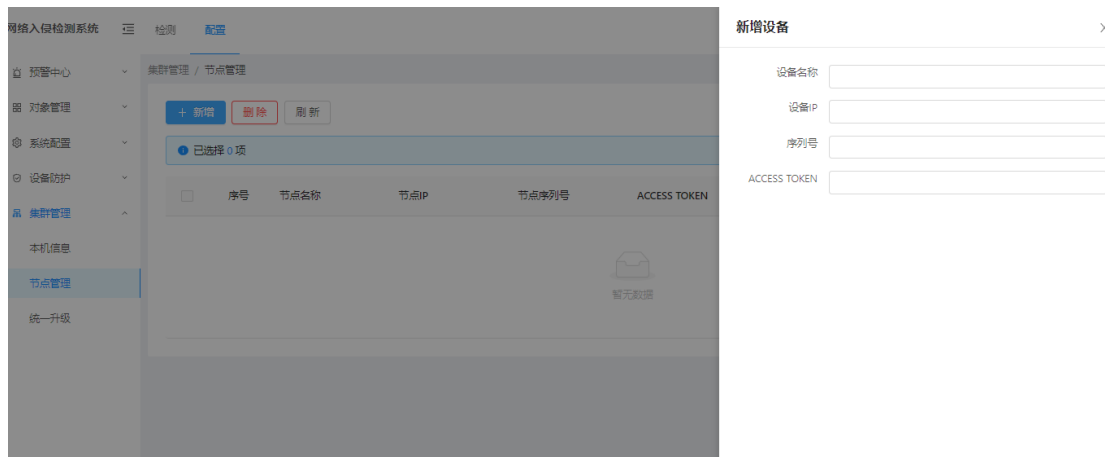 网络入侵检测系统
检测 配置
新增设备
预警中心
对象管理
系统配置
设备防护
集群管理
本机信息
节点管理
统一升级
集群管理 / 节点管理
+ 新增 删 除 刷 新
已选择 0 项
序号 节点名称 节点IP 节点序列号 ACCESS TOKEN
暂无数据
设备名称
设备IP
序列号
ACCESS TOKEN